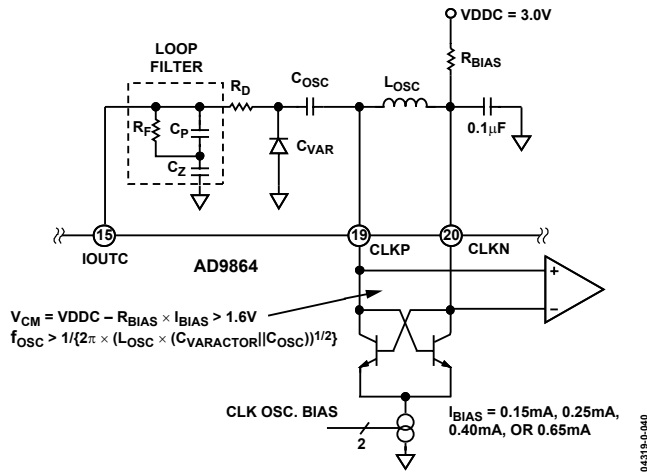 VDDC = 3.0V
LOOP
FILTER
RBIAS
RD
COSC
LOSC
RF
CP
CZ
CVAR
0.1µF
15
19
20
IOUTC
CLKP
CLKN
AD9864
+
–
VCM = VDDC – RBIAS × IBIAS > 1.6V
fOSC > 1/{2π × (LOSC × (CVARACTOR||COSC))1/2}
CLK OSC. BIAS
2
IBIAS = 0.15mA, 0.25mA,
0.40mA, OR 0.65mA
04319-0-040